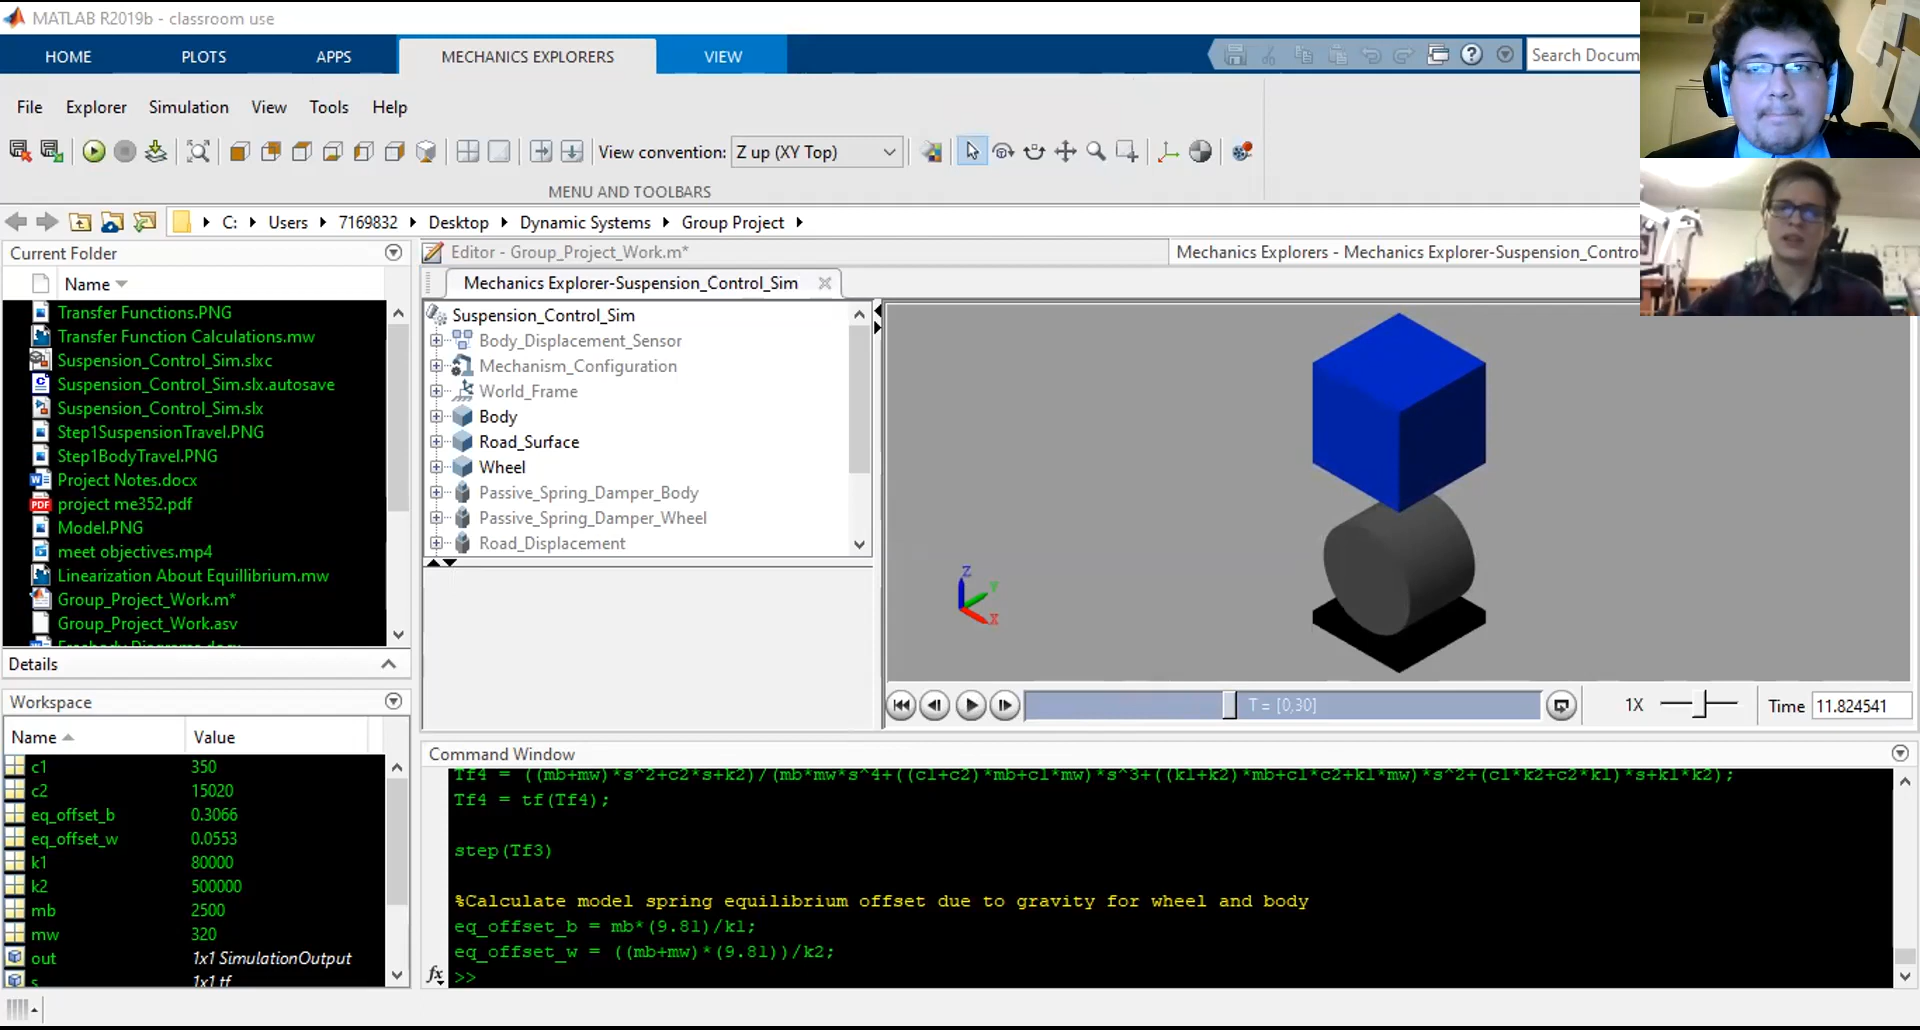 MATLAB R2019b - classroom use
HOME PLOTS APPS MECHANICS EXPLORERS VIEW
Search Docum
File Explorer Simulation View Tools Help
View convention: Z up (XY Top)
MENU AND TOOLBARS
C: Users 7169832 Desktop Dynamic Systems Group Project
Current Folder
Name
Transfer Functions.PNG
Transfer Function Calculations.mw
Suspension_Control_Sim.slxc
Suspension_Control_Sim.slx.autosave
Suspension_Control_Sim.slx
Step1SuspensionTravel.PNG
Step1BodyTravel.PNG
Project Notes.docx
project me352.pdf
Model.PNG
meet objectives.mp4
Linearization About Equillibrium.mw
Group_Project_Work.m*
Group_Project_Work.asv
Freebody Diagrams.docx
Details
Workspace
Name Value
c1 350
c2 15020
eq_offset_b 0.3066
eq_offset_w 0.0553
k1 80000
k2 500000
mb 2500
mw 320
out 1x1 SimulationOutput
s 1x1 tf
Editor - Group_Project_Work.m*
Mechanics Explorers - Mechanics Explorer-Suspension_Contro
Mechanics Explorer-Suspension_Control_Sim
Suspension_Control_Sim
Body_Displacement_Sensor
Mechanism_Configuration
World_Frame
Body
Road_Surface
Wheel
Passive_Spring_Damper_Body
Passive_Spring_Damper_Wheel
Road_Displacement
Z
Y
X
T = [0,30]
1X
Time 11.824541
Command Window
Tf4 = ((mb+mw)*s^2+c2*s+k2)/(mb*mw*s^4+((c1+c2)*mb+c1*mw)*s^3+((k1+k2)*mb+c1*c2+k1*mw)*s^2+(c1*k2+c2*k1)*s+k1*k2);
Tf4 = tf(Tf4);
step(Tf3)
%Calculate model spring equilibrium offset due to gravity for wheel and body
eq_offset_b = mb*(9.81)/k1;
eq_offset_w = ((mb+mw)*(9.81))/k2;
fx >>